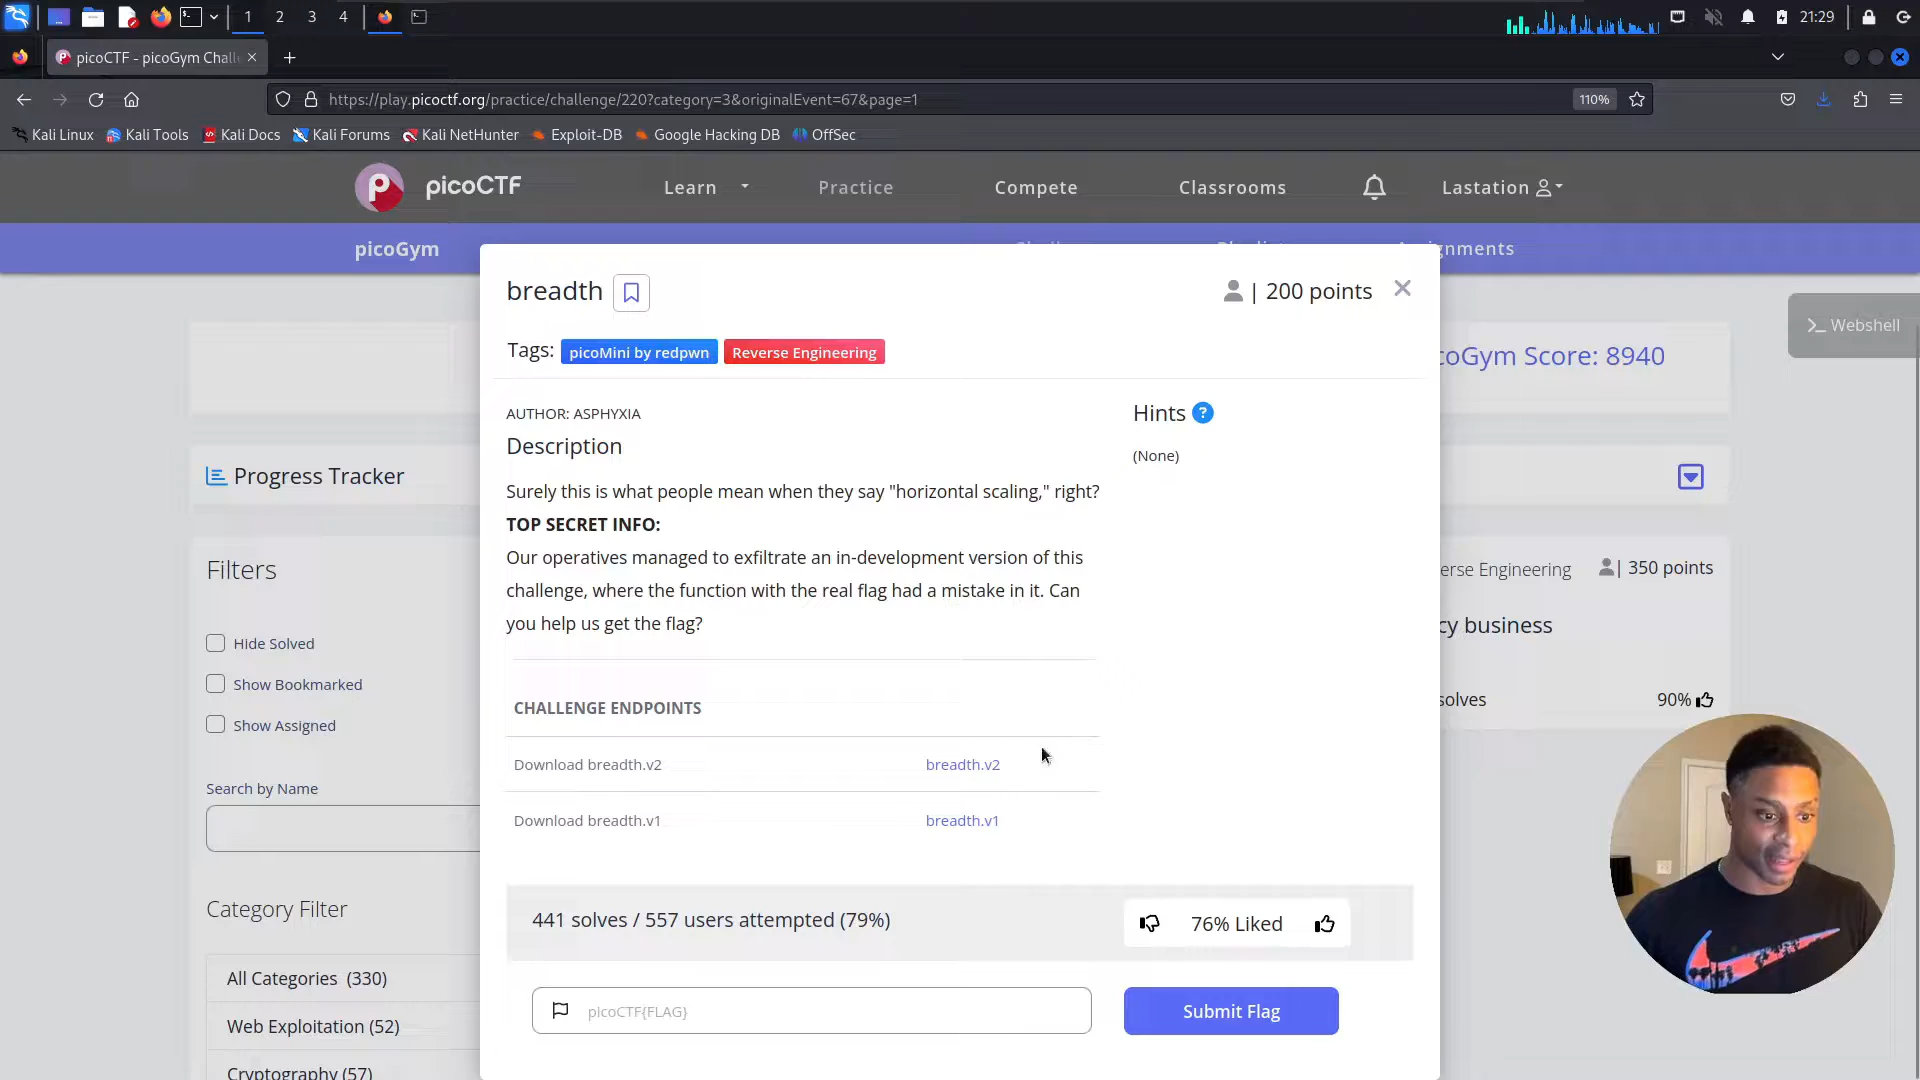 1 2 3 4 21:29
picoCTF - picoGym Chall
https://play.picoctf.org/practice/challenge/220?category=3&originalEvent=67&page=1 110%
Kali Linux Kali Tools Kali Docs Kali Forums Kali NetHunter Exploit-DB Google Hacking DB OffSec
picoCTF Learn Practice Compete Classrooms Lastation
picoGym gnments
breadth | 200 points
Webshell
Tags: picoMini by redpwn Reverse Engineering
coGym Score: 8940
AUTHOR: ASPHYXIA
Hints ?
Description
(None)
Progress Tracker
Surely this is what people mean when they say "horizontal scaling," right?
TOP SECRET INFO:
Our operatives managed to exfiltrate an in-development version of this
challenge, where the function with the real flag had a mistake in it. Can
you help us get the flag?
Filters
erse Engineering | 350 points
cy business
Hide Solved
Show Bookmarked
Show Assigned
solves 90%
CHALLENGE ENDPOINTS
Download breadth.v2 breadth.v2
Download breadth.v1 breadth.v1
Search by Name
Category Filter
441 solves / 557 users attempted (79%) 76% Liked
All Categories (330)
picoCTF{FLAG} Submit Flag
Web Exploitation (52)
Cryptography (57)